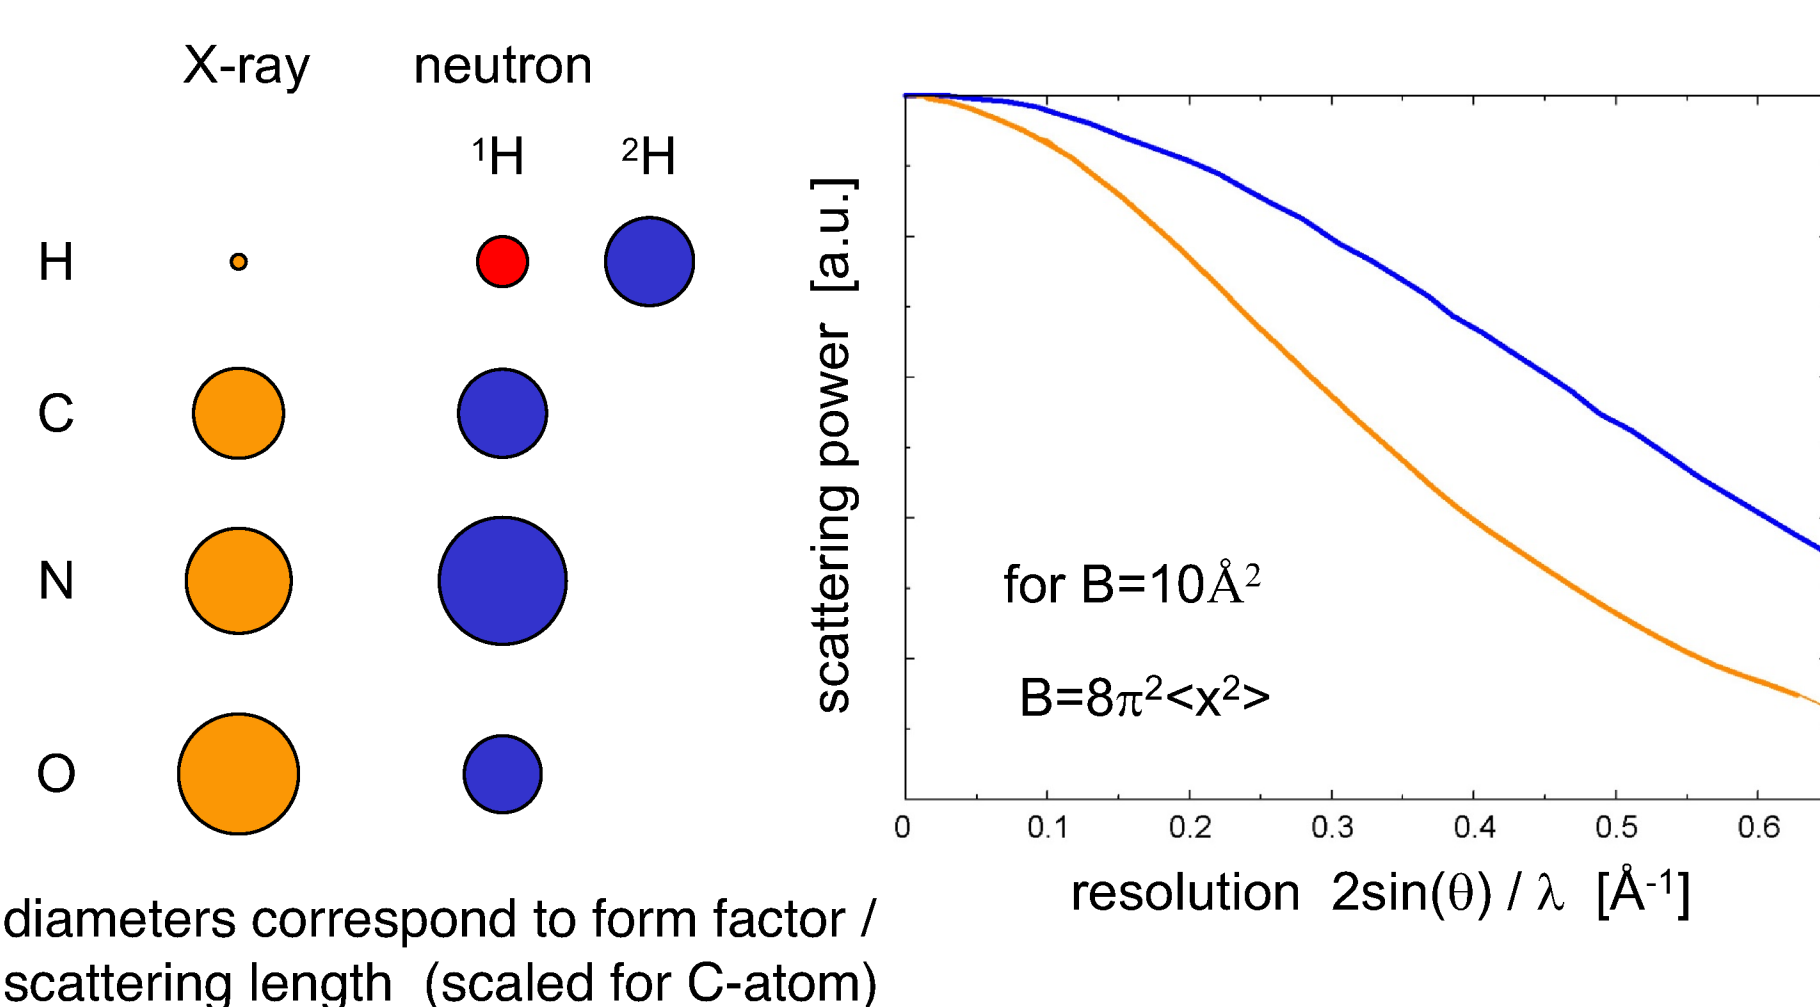 X-ray neutron
¹H ²H
H
C
N
O
diameters correspond to form factor /
scattering length (scaled for C-atom)
scattering power [a.u.]
for B=10Å²
B=8π²<x²>
0 0.1 0.2 0.3 0.4 0.5 0.6
resolution 2sin(θ) / λ [Å⁻¹]